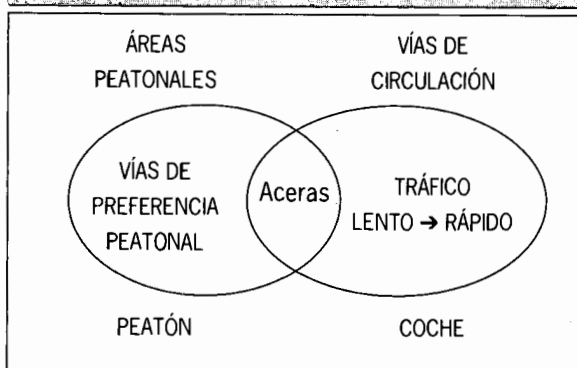 ÁREAS
PEATONALES
VÍAS DE
CIRCULACIÓN
VÍAS DE
PREFERENCIA
PEATONAL
Aceras
TRÁFICO
LENTO → RÁPIDO
PEATÓN
COCHE